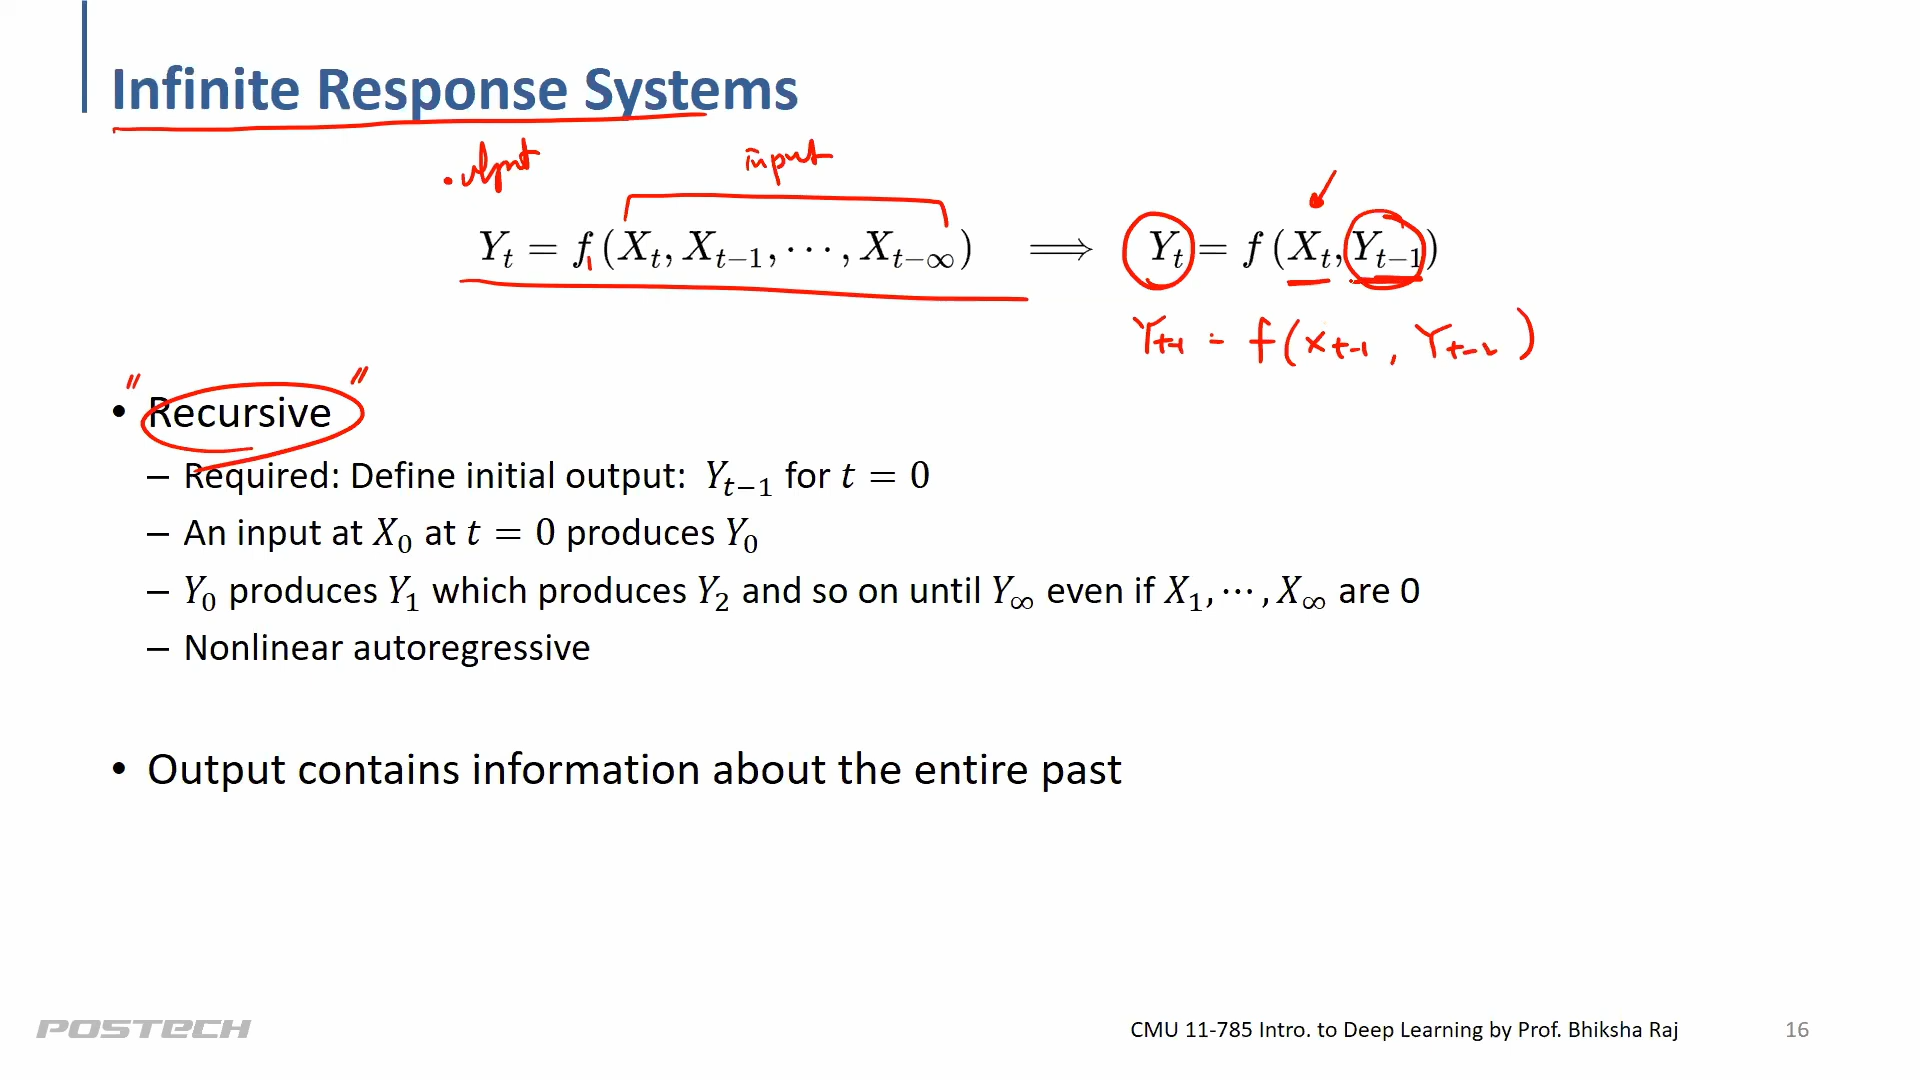 Infinite Response Systems
output input
Y_t = f_1 (X_t, X_{t−1}, ⋯, X_{t−∞}) ⟹ Y_t = f (X_t, Y_{t−1})
Y_{t-1} = f(X_{t-1}, Y_{t-2})
• "Recursive"
– Required: Define initial output: Y_{t−1} for t = 0
– An input at X_0 at t = 0 produces Y_0
– Y_0 produces Y_1 which produces Y_2 and so on until Y_∞ even if X_1, ⋯, X_∞ are 0
– Nonlinear autoregressive
• Output contains information about the entire past
POSTECH
CMU 11-785 Intro. to Deep Learning by Prof. Bhiksha Raj 16